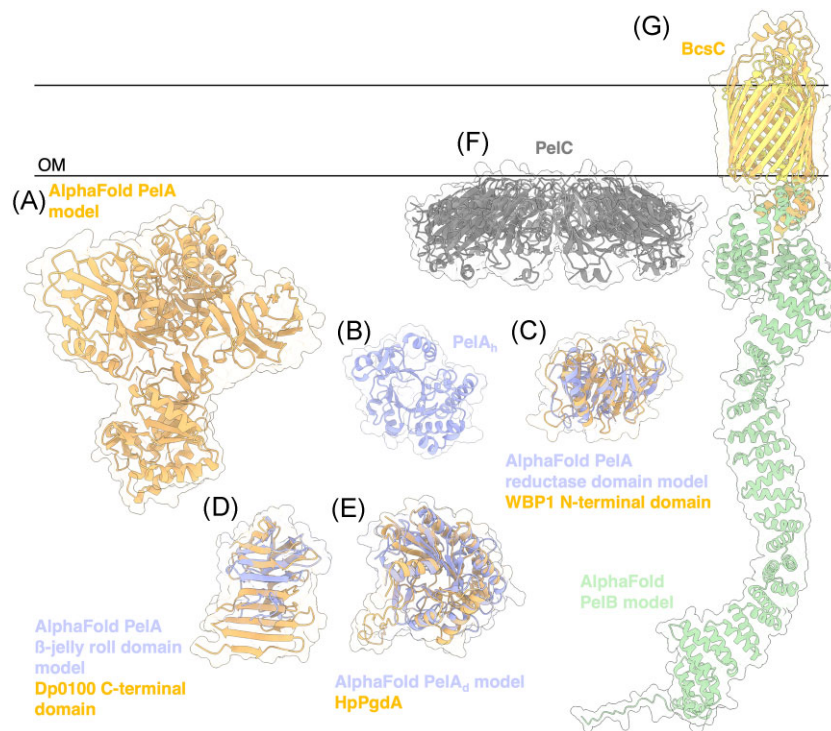 (G)
BcsC
(F)
PelC
OM
(A)
AlphaFold PelA
model
(B)
PelAh
(C)
AlphaFold PelA
reductase domain model
WBP1 N-terminal domain
(D)
AlphaFold PelA
ß-jelly roll domain
model
Dp0100 C-terminal
domain
(E)
AlphaFold PelAd model
HpPgdA
AlphaFold
PelB model